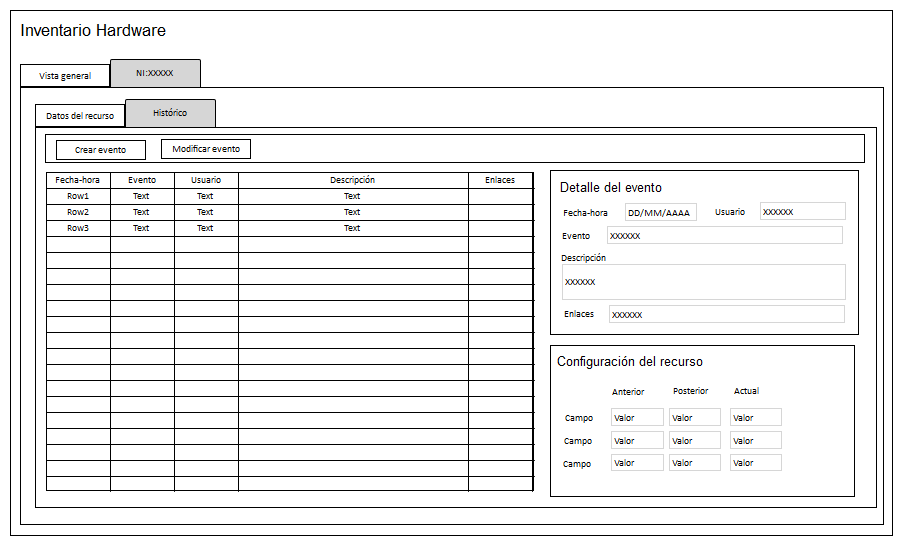 Inventario Hardware
Vista general NI:XXXXX
Datos del recurso Histórico
Crear evento Modificar evento
Fecha-hora Evento Usuario Descripción Enlaces
Row1 Text Text Text
Row2 Text Text Text
Row3 Text Text Text
Detalle del evento
Fecha-hora DD/MM/AAAA Usuario XXXXXX
Evento XXXXXX
Descripción
XXXXXX
Enlaces XXXXXX
Configuración del recurso
Anterior Posterior Actual
Campo Valor Valor Valor
Campo Valor Valor Valor
Campo Valor Valor Valor